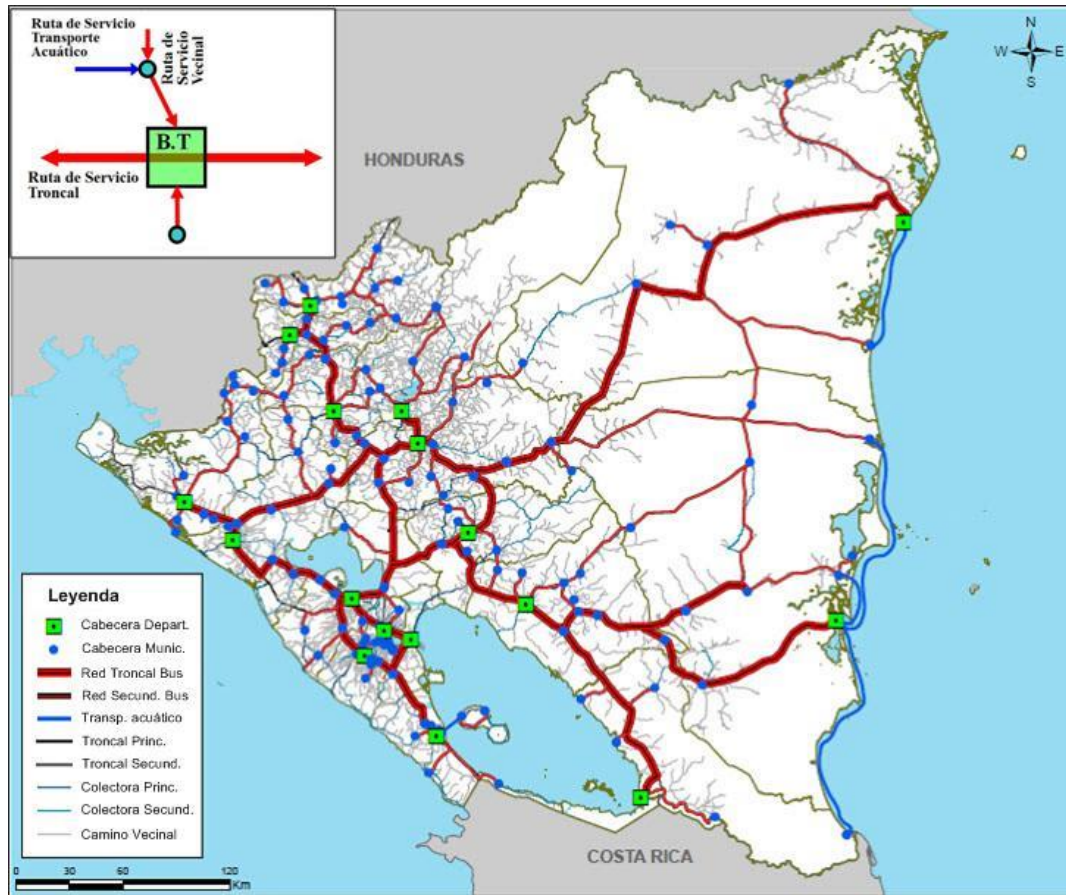 Ruta de Servicio
Transporte
Acuático
Ruta de
Servicio
Vecinal
B.T
Ruta de Servicio
Troncal
N
W
E
S
HONDURAS
COSTA RICA
Leyenda
Cabecera Depart.
Cabecera Munic.
Red Troncal Bus
Red Secund. Bus
Transp. acuático
Troncal Princ.
Troncal Secund.
Colectora Princ.
Colectora Secund.
Camino Vecinal
0 30 60 120
Km